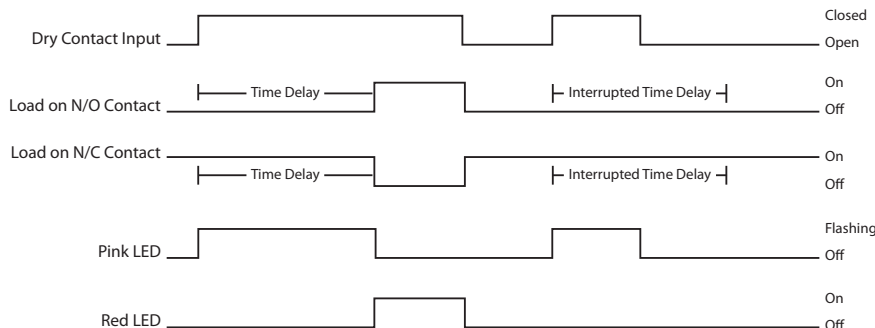 Closed
Dry Contact Input
Open
On
Time Delay
Interrupted Time Delay
Load on N/O Contact
Off
Load on N/C Contact
On
Time Delay
Interrupted Time Delay
Off
Flashing
Pink LED
Off
On
Red LED
Off